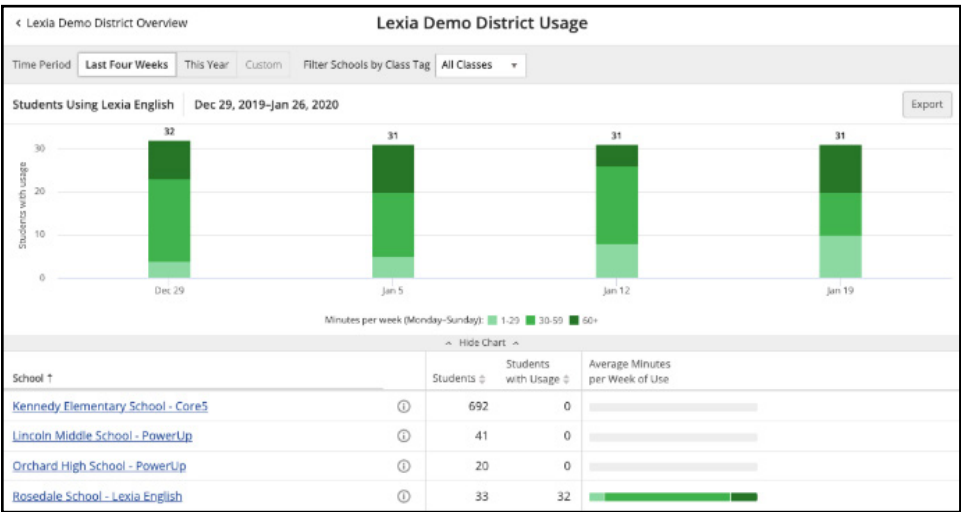 < Lexia Demo District Overview
Lexia Demo District Usage
Time Period Last Four Weeks This Year Custom Filter Schools by Class Tag All Classes
Students Using Lexia English Dec 29, 2019–Jan 26, 2020 Export
32 31 31 31
Students with usage
30
20
10
0
Dec 29 Jan 5 Jan 12 Jan 19
Minutes per week (Monday–Sunday): 1-29 30-59 60+
Hide Chart
School ↑ Students Students with Usage Average Minutes per Week of Use
Kennedy Elementary School - Core5 692 0
Lincoln Middle School - PowerUp 41 0
Orchard High School - PowerUp 20 0
Rosedale School - Lexia English 33 32